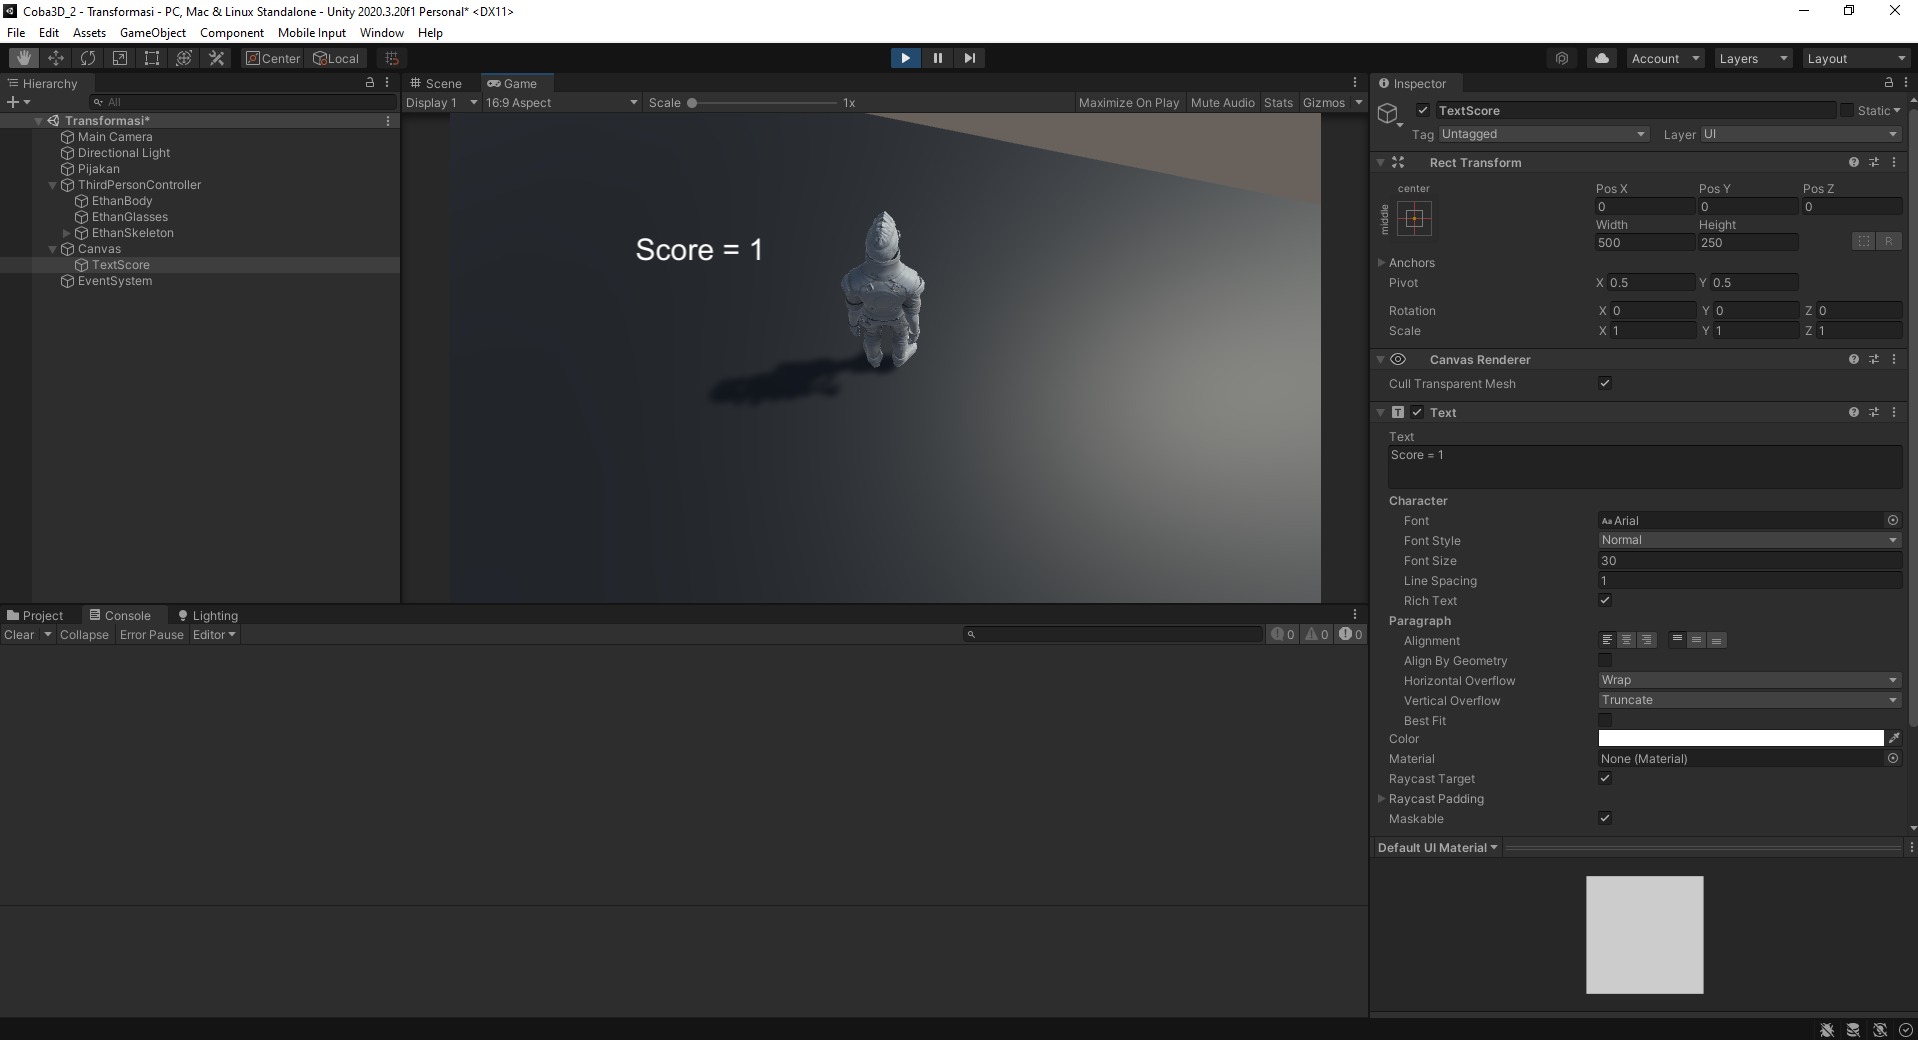 Coba3D_2 - Transformasi - PC, Mac & Linux Standalone - Unity 2020.3.20f1 Personal* <DX11>
File Edit Assets GameObject Component Mobile Input Window Help
Center Local
Account Layers Layout
Hierarchy
All
Transformasi*
Main Camera
Directional Light
Pijakan
ThirdPersonController
EthanBody
EthanGlasses
EthanSkeleton
Canvas
TextScore
EventSystem
Scene Game
Display 1 16:9 Aspect Scale 1x Maximize On Play Mute Audio Stats Gizmos
Score = 1
Project Console Lighting
Clear Collapse Error Pause Editor
0 0 0
Inspector
TextScore Static
Tag Untagged Layer UI
Rect Transform
center
middle
Pos X Pos Y Pos Z
0 0 0
Width Height
500 250
R
Anchors
Pivot X 0.5 Y 0.5
Rotation X 0 Y 0 Z 0
Scale X 1 Y 1 Z 1
Canvas Renderer
Cull Transparent Mesh
T Text
Text
Score = 1
Character
Font Aa Arial
Font Style Normal
Font Size 30
Line Spacing 1
Rich Text
Paragraph
Alignment
Align By Geometry
Horizontal Overflow Wrap
Vertical Overflow Truncate
Best Fit
Color
Material None (Material)
Raycast Target
Raycast Padding
Maskable
Default UI Material